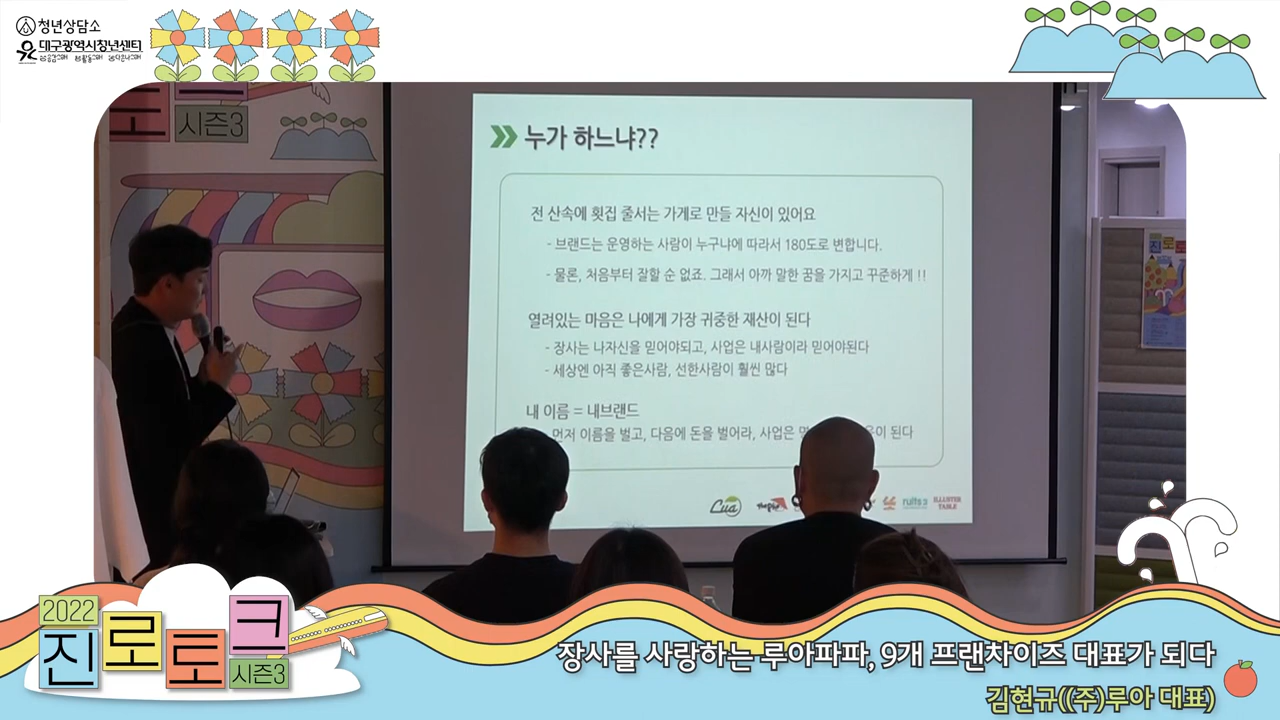 청년상담소
대구광역시청년센터
토크
시즌3
누가 하느냐??
전 산속에 횟집 줄서는 가게로 만들 자신이 있어요
- 브랜드는 운영하는 사람이 누구냐에 따라서 180도로 변합니다.
- 물론, 처음부터 잘할 순 없죠. 그래서 아까 말한 꿈을 가지고 꾸준하게 !!
열려있는 마음은 나에게 가장 귀중한 재산이 된다
- 장사는 나자신을 믿어야되고, 사업은 내사람이라 믿어야된다
- 세상엔 아직 좋은사람, 선한사람이 훨씬 많다
내 이름 = 내브랜드
먼저 이름을 벌고, 다음에 돈을 벌어라, 사업은 이 된다
Lua
ruits
TABLE
진로토
2022
진로토크
시즌3
장사를 사랑하는 루아파파, 9개 프랜차이즈 대표가 되다
김현규((주)루아 대표)